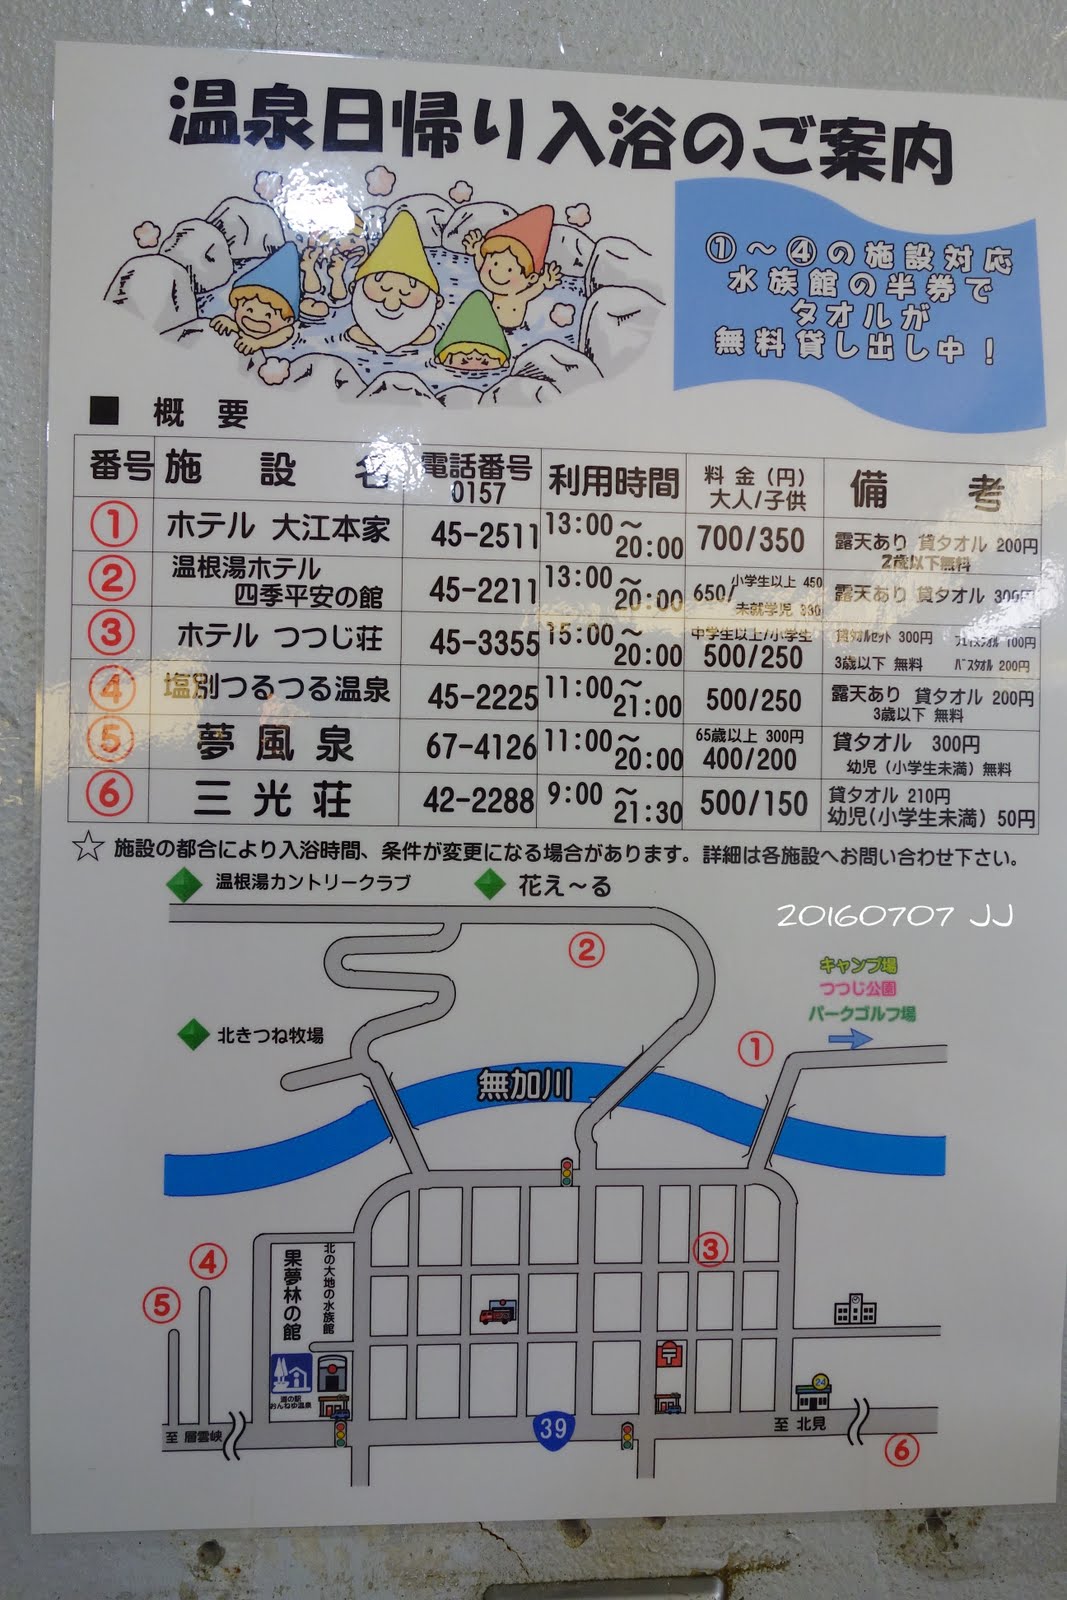 温泉日帰り入浴のご案内
①～④の施設対応
水族館の半券で
タオルが
無料貸し出し中！
■ 概 要
番号 施 設 名 電話番号 0157 利用時間 料金(円) 大人/子供 備 考
① ホテル 大江本家 45-2511 13:00～20:00 700/350 露天あり 貸タオル 200円 2歳以下無料
② 温根湯ホテル 四季平安の館 45-2211 13:00～20:00 650/小学生以上 450 未就学児 330 露天あり 貸タオル 300円
③ ホテル つつじ荘 45-3355 15:00～20:00 中学生以上/小学生 500/250 貸タオルセット 300円 フェイスタオル 100円 3歳以下 無料 バスタオル 200円
④ 塩別つるつる温泉 45-2225 11:00～21:00 500/250 露天あり 貸タオル 200円 3歳以下 無料
⑤ 夢 風 泉 67-4126 11:00～20:00 65歳以上 300円 400/200 貸タオル 300円 幼児(小学生未満)無料
⑥ 三 光 荘 42-2288 9:00～21:30 500/150 貸タオル 210円 幼児(小学生未満)50円
☆ 施設の都合により入浴時間、条件が変更になる場合があります。詳細は各施設へお問い合わせ下さい。
温根湯カントリークラブ
花え～る
20160707 JJ
②
キャンプ場
つつじ公園
パークゴルフ場
北きつね牧場
①
無加川
③
④
⑤
果夢林の館
北の大地の水族館
道の駅
おんねゆ温泉
24
至 層雲峡
39
至 北見
⑥